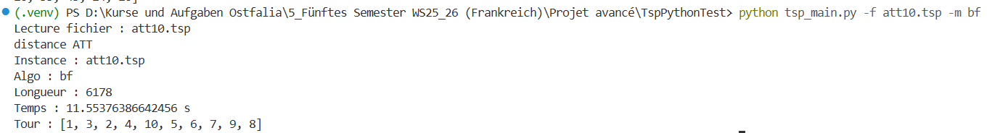 (.venv) PS D:\Kurse und Aufgaben Ostfalia\5_Fünftes Semester WS25_26 (Frankreich)\Projet avancé\TspPythonTest> python tsp_main.py -f att10.tsp -m bf
Lecture fichier : att10.tsp
distance ATT
Instance : att10.tsp
Algo : bf
Longueur : 6178
Temps : 11.55376386642456 s
Tour : [1, 3, 2, 4, 10, 5, 6, 7, 9, 8]